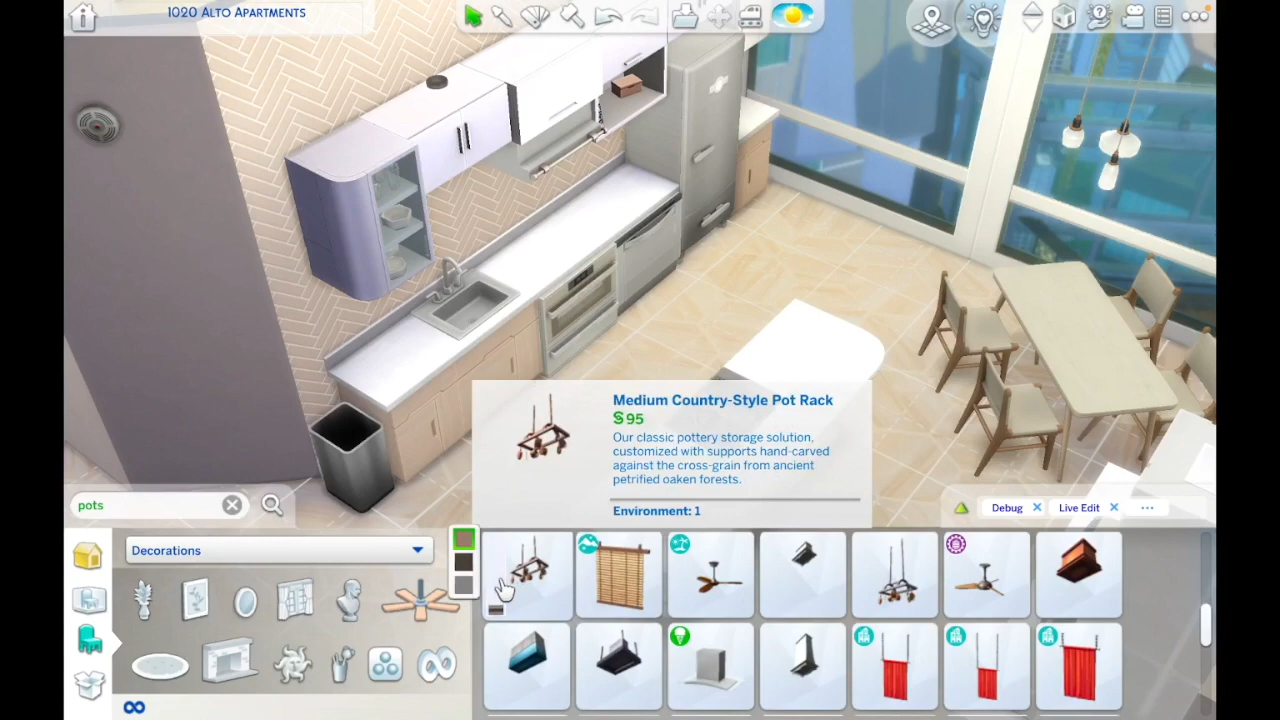 1020 ALTO APARTMENTS
Medium Country-Style Pot Rack
§95
Our classic pottery storage solution,
customized with supports hand-carved
against the cross-grain from ancient
petrified oaken forests.
Environment: 1
pots
Debug
Live Edit
Decorations